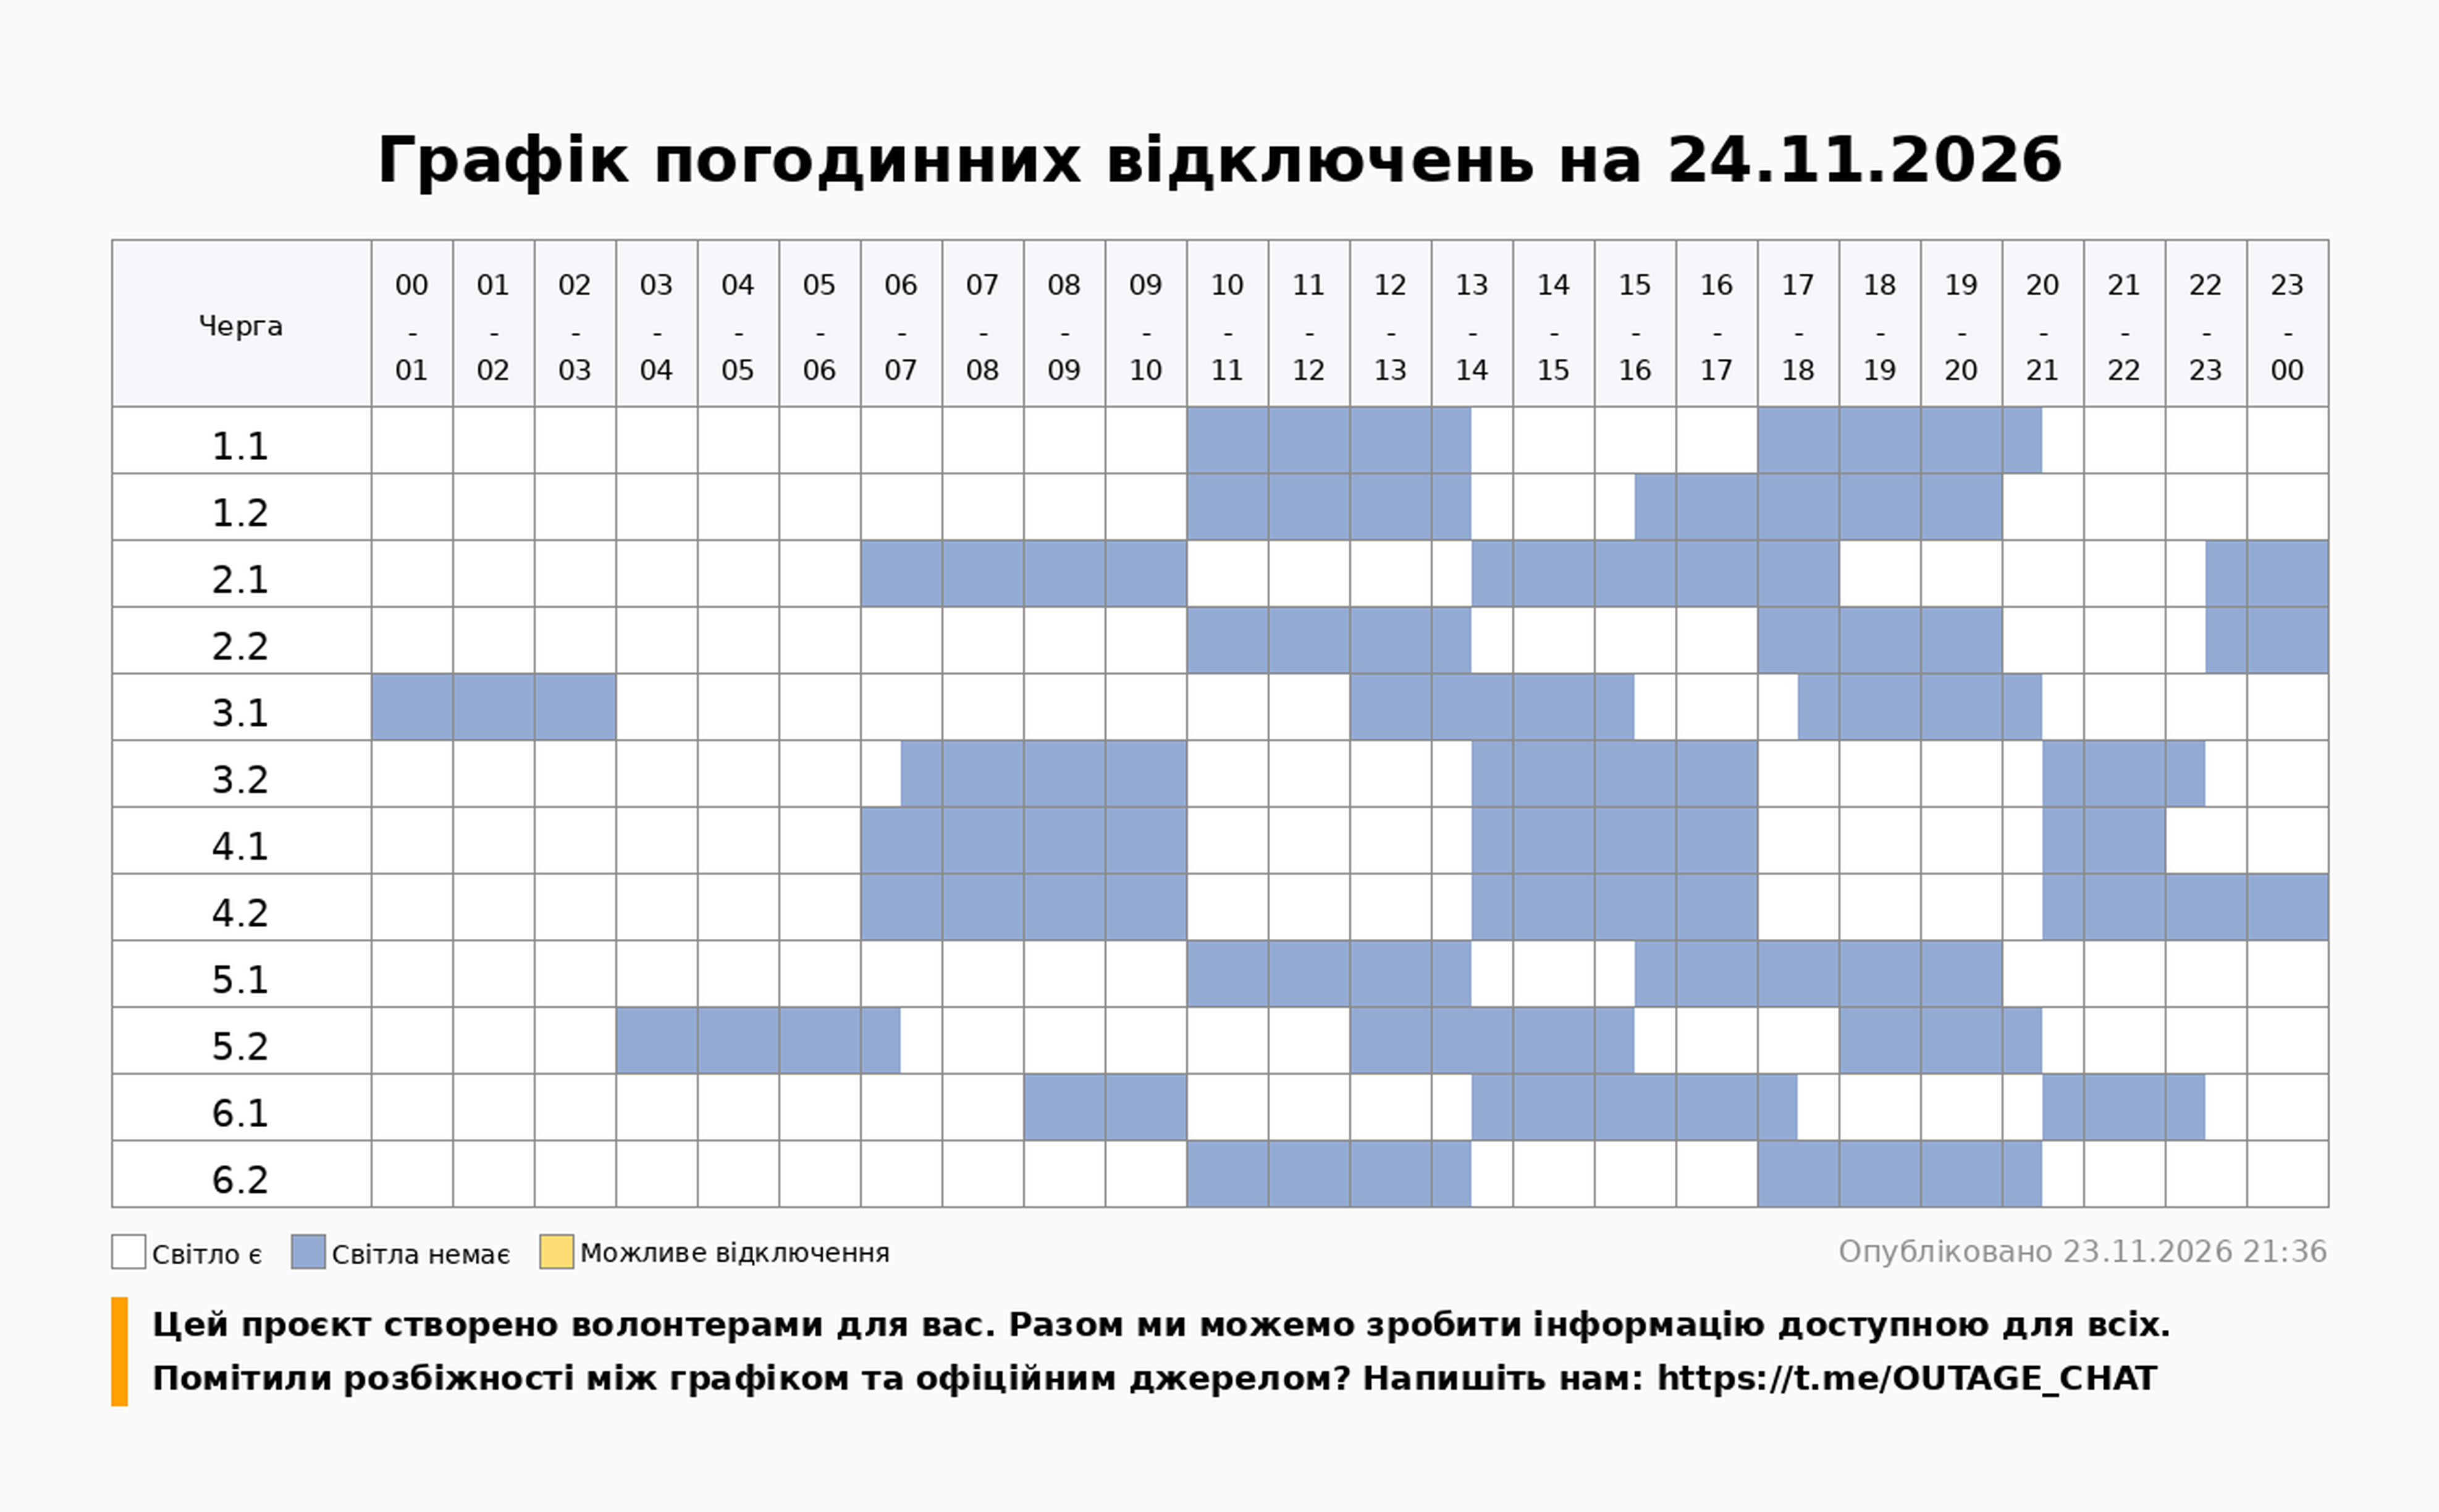 Графік погодинних відключень на 24.11.2026
Черга
00 - 01
01 - 02
02 - 03
03 - 04
04 - 05
05 - 06
06 - 07
07 - 08
08 - 09
09 - 10
10 - 11
11 - 12
12 - 13
13 - 14
14 - 15
15 - 16
16 - 17
17 - 18
18 - 19
19 - 20
20 - 21
21 - 22
22 - 23
23 - 00
1.1
1.2
2.1
2.2
3.1
3.2
4.1
4.2
5.1
5.2
6.1
6.2
Світло є
Світла немає
Можливе відключення
Опубліковано 23.11.2026 21:36
Цей проєкт створено волонтерами для вас. Разом ми можемо зробити інформацію доступною для всіх.
Помітили розбіжності між графіком та офіційним джерелом? Напишіть нам: https://t.me/OUTAGE_CHAT